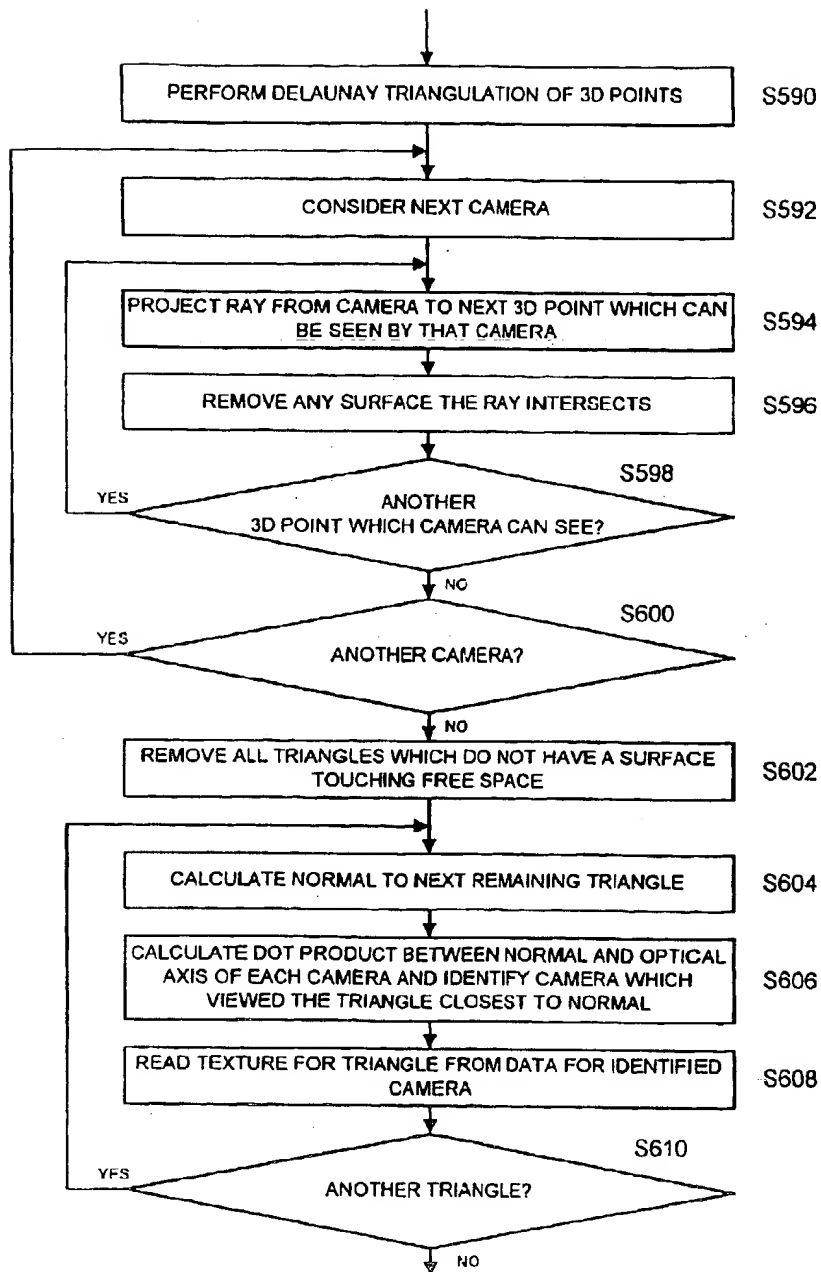 PERFORM DELAUNAY TRIANGULATION OF 3D POINTS
S590
CONSIDER NEXT CAMERA
S592
PROJECT RAY FROM CAMERA TO NEXT 3D POINT WHICH CAN
BE SEEN BY THAT CAMERA
S594
REMOVE ANY SURFACE THE RAY INTERSECTS
S596
S598
YES
ANOTHER
3D POINT WHICH CAMERA CAN SEE?
NO
S600
YES
ANOTHER CAMERA?
NO
REMOVE ALL TRIANGLES WHICH DO NOT HAVE A SURFACE
TOUCHING FREE SPACE
S602
CALCULATE NORMAL TO NEXT REMAINING TRIANGLE
S604
CALCULATE DOT PRODUCT BETWEEN NORMAL AND OPTICAL
AXIS OF EACH CAMERA AND IDENTIFY CAMERA WHICH
VIEWED THE TRIANGLE CLOSEST TO NORMAL
S606
READ TEXTURE FOR TRIANGLE FROM DATA FOR IDENTIFIED
CAMERA
S608
S610
YES
ANOTHER TRIANGLE?
NO